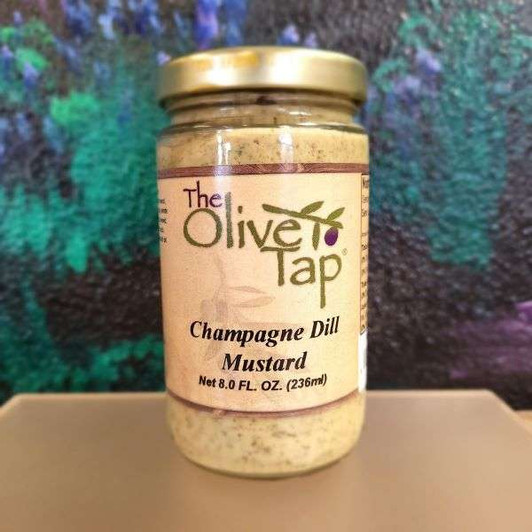 The
Olive
Tap®
Champagne Dill
Mustard
Net 8.0 FL. OZ. (236ml)